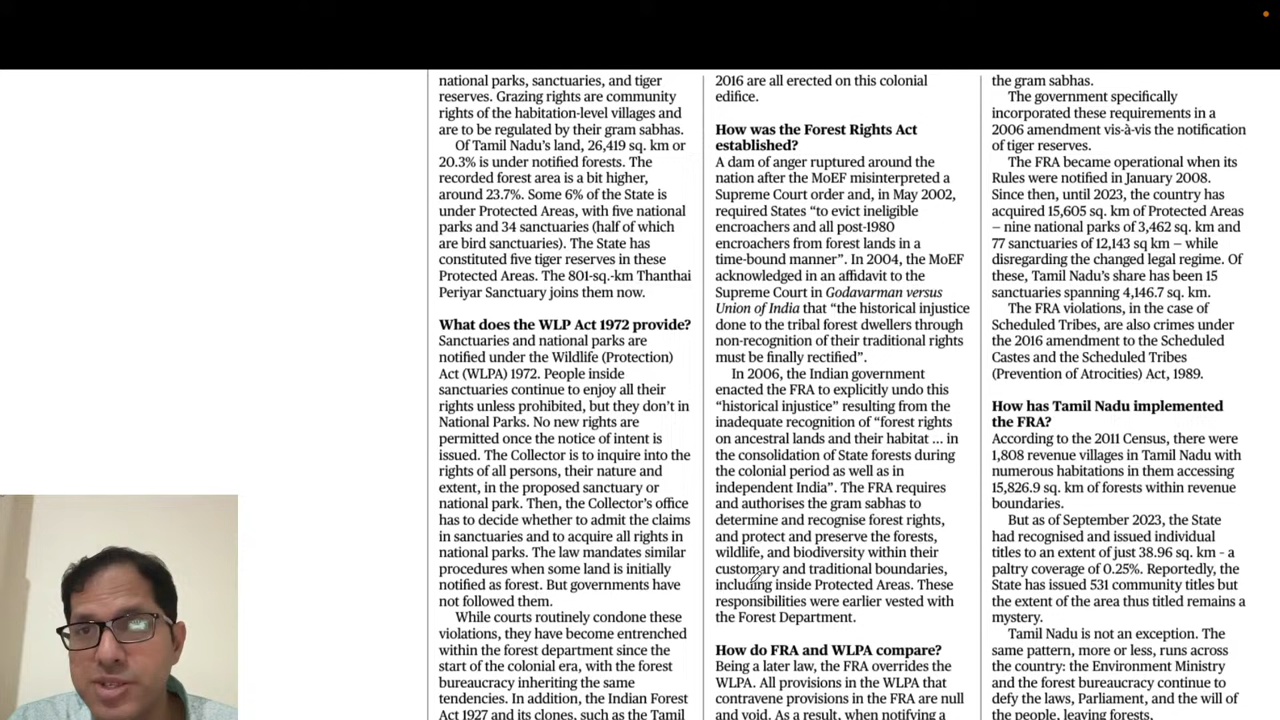 national parks, sanctuaries, and tiger
reserves. Grazing rights are community
rights of the habitation-level villages and
are to be regulated by their gram sabhas.
Of Tamil Nadu's land, 26,419 sq. km or
20.3% is under notified forests. The
recorded forest area is a bit higher,
around 23.7%. Some 6% of the State is
under Protected Areas, with five national
parks and 34 sanctuaries (half of which
are bird sanctuaries). The State has
constituted five tiger reserves in these
Protected Areas. The 801-sq.-km Thanthai
Periyar Sanctuary joins them now.
What does the WLP Act 1972 provide?
Sanctuaries and national parks are
notified under the Wildlife (Protection)
Act (WLPA) 1972. People inside
sanctuaries continue to enjoy all their
rights unless prohibited, but they don't in
National Parks. No new rights are
permitted once the notice of intent is
issued. The Collector is to inquire into the
rights of all persons, their nature and
extent, in the proposed sanctuary or
national park. Then, the Collector's office
has to decide whether to admit the claims
in sanctuaries and to acquire all rights in
national parks. The law mandates similar
procedures when some land is initially
notified as forest. But governments have
not followed them.
While courts routinely condone these
violations, they have become entrenched
within the forest department since the
start of the colonial era, with the forest
bureaucracy inheriting the same
tendencies. In addition, the Indian Forest
Act 1927 and its clones, such as the Tamil
2016 are all erected on this colonial
edifice.
How was the Forest Rights Act
established?
A dam of anger ruptured around the
nation after the MoEF misinterpreted a
Supreme Court order and, in May 2002,
required States "to evict ineligible
encroachers and all post-1980
encroachers from forest lands in a
time-bound manner". In 2004, the MoEF
acknowledged in an affidavit to the
Supreme Court in Godavarman versus
Union of India that "the historical injustice
done to the tribal forest dwellers through
non-recognition of their traditional rights
must be finally rectified".
In 2006, the Indian government
enacted the FRA to explicitly undo this
"historical injustice" resulting from the
inadequate recognition of "forest rights
on ancestral lands and their habitat ... in
the consolidation of State forests during
the colonial period as well as in
independent India". The FRA requires
and authorises the gram sabhas to
determine and recognise forest rights,
and protect and preserve the forests,
wildlife, and biodiversity within their
customary and traditional boundaries,
including inside Protected Areas. These
responsibilities were earlier vested with
the Forest Department.
How do FRA and WLPA compare?
Being a later law, the FRA overrides the
WLPA. All provisions in the WLPA that
contravene provisions in the FRA are null
and void. As a result, when notifying a
the gram sabhas.
The government specifically
incorporated these requirements in a
2006 amendment vis-à-vis the notification
of tiger reserves.
The FRA became operational when its
Rules were notified in January 2008.
Since then, until 2023, the country has
acquired 15,605 sq. km of Protected Areas
— nine national parks of 3,462 sq. km and
77 sanctuaries of 12,143 sq km — while
disregarding the changed legal regime. Of
these, Tamil Nadu's share has been 15
sanctuaries spanning 4,146.7 sq. km.
The FRA violations, in the case of
Scheduled Tribes, are also crimes under
the 2016 amendment to the Scheduled
Castes and the Scheduled Tribes
(Prevention of Atrocities) Act, 1989.
How has Tamil Nadu implemented
the FRA?
According to the 2011 Census, there were
1,808 revenue villages in Tamil Nadu with
numerous habitations in them accessing
15,826.9 sq. km of forests within revenue
boundaries.
But as of September 2023, the State
had recognised and issued individual
titles to an extent of just 38.96 sq. km - a
paltry coverage of 0.25%. Reportedly, the
State has issued 531 community titles but
the extent of the area thus titled remains a
mystery.
Tamil Nadu is not an exception. The
same pattern, more or less, runs across
the country: the Environment Ministry
and the forest bureaucracy continue to
defy the laws, Parliament, and the will of
the people, leaving forests,